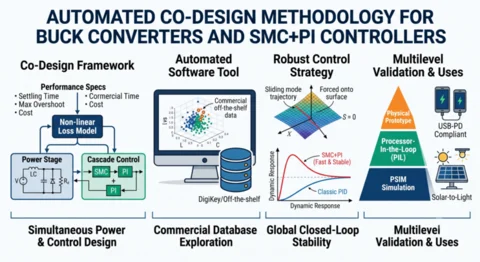 AUTOMATED CO-DESIGN METHODOLOGY FOR
BUCK CONVERTERS AND SMC+PI CONTROLLERS
Co-Design Framework
Performance Specs
• Settling Time
• Max Overshoot
• Cost
• Cormercial Time
• Cost
Non-linear
Loss Model
Power Stage
LC
V
R
Cascade Control
SMC
PI
PI
Simultaneous Power
& Control Design
Automated
Software Tool
Commercial
off-the-shelf
data
L
C
DigiKey/Off-the-shelf
Commercial Database
Exploration
Robust Control
Strategy
Sliding mode
trajectory
Forced onto
surface
S = 0
X
Dynamic Response
SMC+PI
(Fast & Stable)
Classic PID
Dynamic Response
Global Closed-Loop
Stability
Multilevel
Validation & Uses
Physical
Prototype
Processor-
in-the-Loop
(PIL)
PSIM
Simulation
USB-PD
Compliant
Solar-to-Light
Multilevel
Validation & Uses